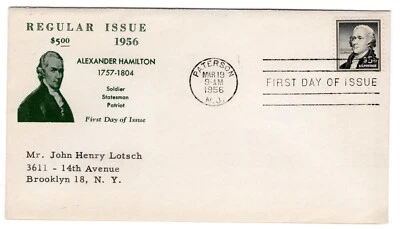 REGULAR ISSUE
$5.00 1956
ALEXANDER HAMILTON
1757-1804
Soldier
Statesman
Patriot
First Day of Issue
PATERSON
MAR 19
9 AM
1956
N.J.
FIRST DAY OF ISSUE
$5
Mr. John Henry Lotsch
3611 - 14th Avenue
Brooklyn 18, N. Y.